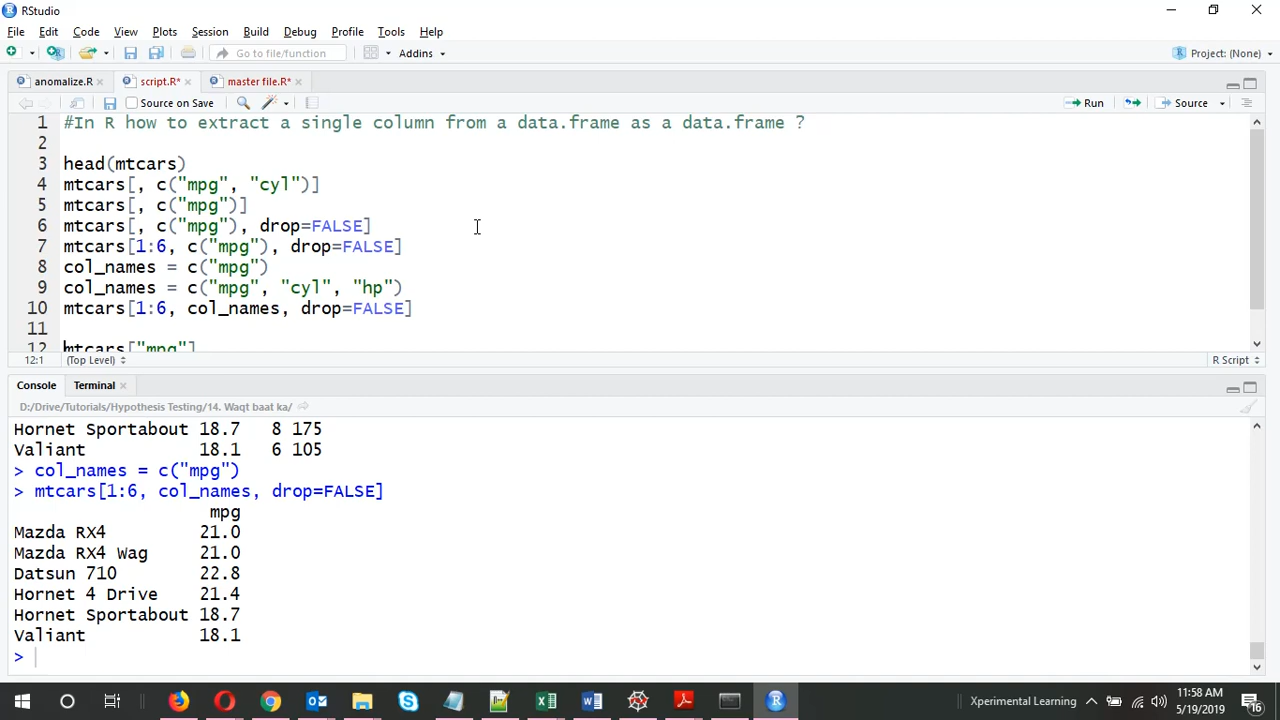 RStudio
File Edit Code View Plots Session Build Debug Profile Tools Help
Go to file/function Addins Project: (None)
anomalize.R script.R* master file.R*
Source on Save Run Source
1 #In R how to extract a single column from a data.frame as a data.frame ?
2
3 head(mtcars)
4 mtcars[, c("mpg", "cyl")]
5 mtcars[, c("mpg")]
6 mtcars[, c("mpg"), drop=FALSE]
7 mtcars[1:6, c("mpg"), drop=FALSE]
8 col_names = c("mpg")
9 col_names = c("mpg", "cyl", "hp")
10 mtcars[1:6, col_names, drop=FALSE]
11
12 mtcars["mpg"]
12:1 (Top Level) R Script
Console Terminal
D:/Drive/Tutorials/Hypothesis Testing/14. Waqt baat ka/
Hornet Sportabout 18.7 8 175
Valiant 18.1 6 105
> col_names = c("mpg")
> mtcars[1:6, col_names, drop=FALSE]
mpg
Mazda RX4 21.0
Mazda RX4 Wag 21.0
Datsun 710 22.8
Hornet 4 Drive 21.4
Hornet Sportabout 18.7
Valiant 18.1
>
Xperimental Learning 11:58 AM
5/19/2019 16